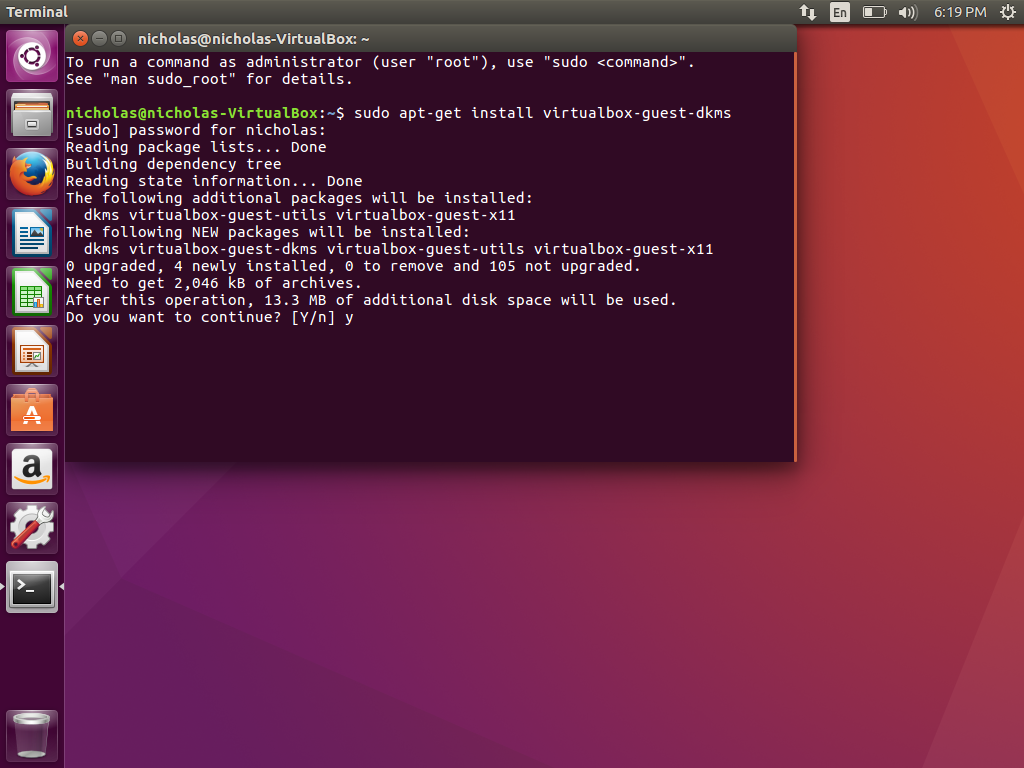 Terminal
En
6:19 PM
nicholas@nicholas-VirtualBox: ~
To run a command as administrator (user "root"), use "sudo <command>".
See "man sudo_root" for details.
nicholas@nicholas-VirtualBox:~$ sudo apt-get install virtualbox-guest-dkms
[sudo] password for nicholas:
Reading package lists... Done
Building dependency tree
Reading state information... Done
The following additional packages will be installed:
  dkms virtualbox-guest-utils virtualbox-guest-x11
The following NEW packages will be installed:
  dkms virtualbox-guest-dkms virtualbox-guest-utils virtualbox-guest-x11
0 upgraded, 4 newly installed, 0 to remove and 105 not upgraded.
Need to get 2,046 kB of archives.
After this operation, 13.3 MB of additional disk space will be used.
Do you want to continue? [Y/n] y